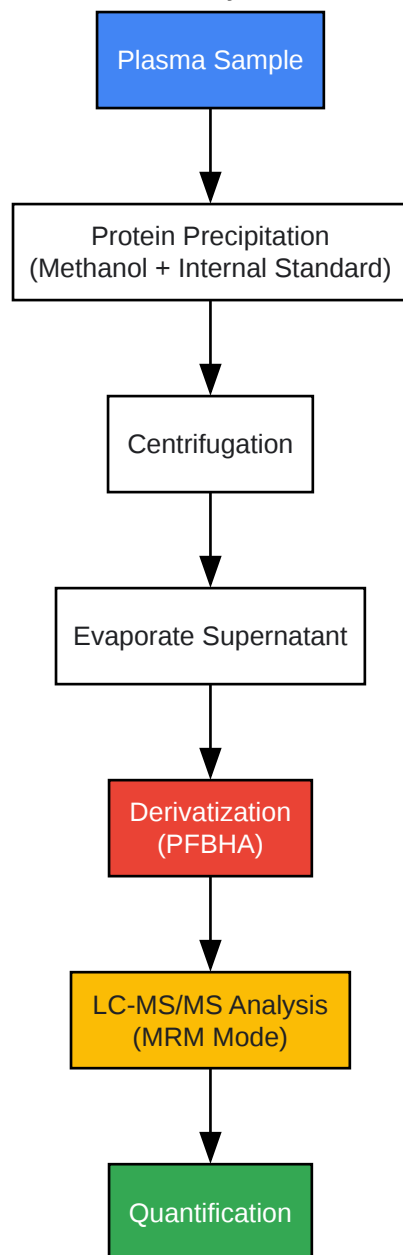 Plasma Sample
Protein Precipitation
(Methanol + Internal Standard)
Centrifugation
Evaporate Supernatant
Derivatization
(PFBHA)
LC-MS/MS Analysis
(MRM Mode)
Quantification